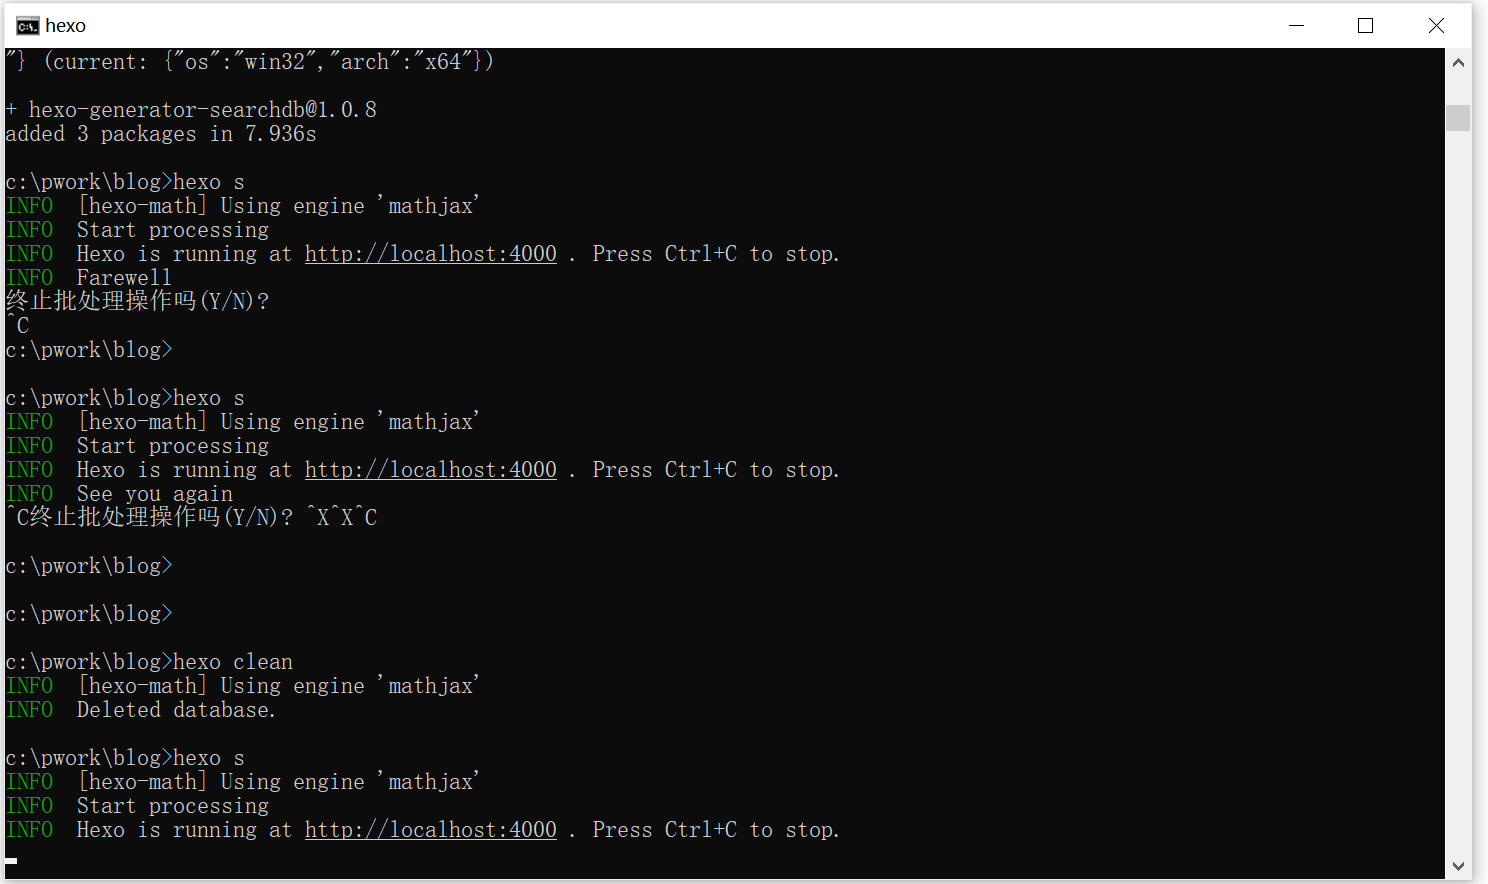 hexo
"} (current: {"os":"win32","arch":"x64"})
+ hexo-generator-searchdb@1.0.8
added 3 packages in 7.936s
c:\pwork\blog>hexo s
INFO  [hexo-math] Using engine 'mathjax'
INFO  Start processing
INFO  Hexo is running at http://localhost:4000 . Press Ctrl+C to stop.
INFO  Farewell
终止批处理操作吗(Y/N)?
^C
c:\pwork\blog>
c:\pwork\blog>hexo s
INFO  [hexo-math] Using engine 'mathjax'
INFO  Start processing
INFO  Hexo is running at http://localhost:4000 . Press Ctrl+C to stop.
INFO  See you again
^C终止批处理操作吗(Y/N)? ^X^X^C
c:\pwork\blog>
c:\pwork\blog>
c:\pwork\blog>hexo clean
INFO  [hexo-math] Using engine 'mathjax'
INFO  Deleted database.
c:\pwork\blog>hexo s
INFO  [hexo-math] Using engine 'mathjax'
INFO  Start processing
INFO  Hexo is running at http://localhost:4000 . Press Ctrl+C to stop.